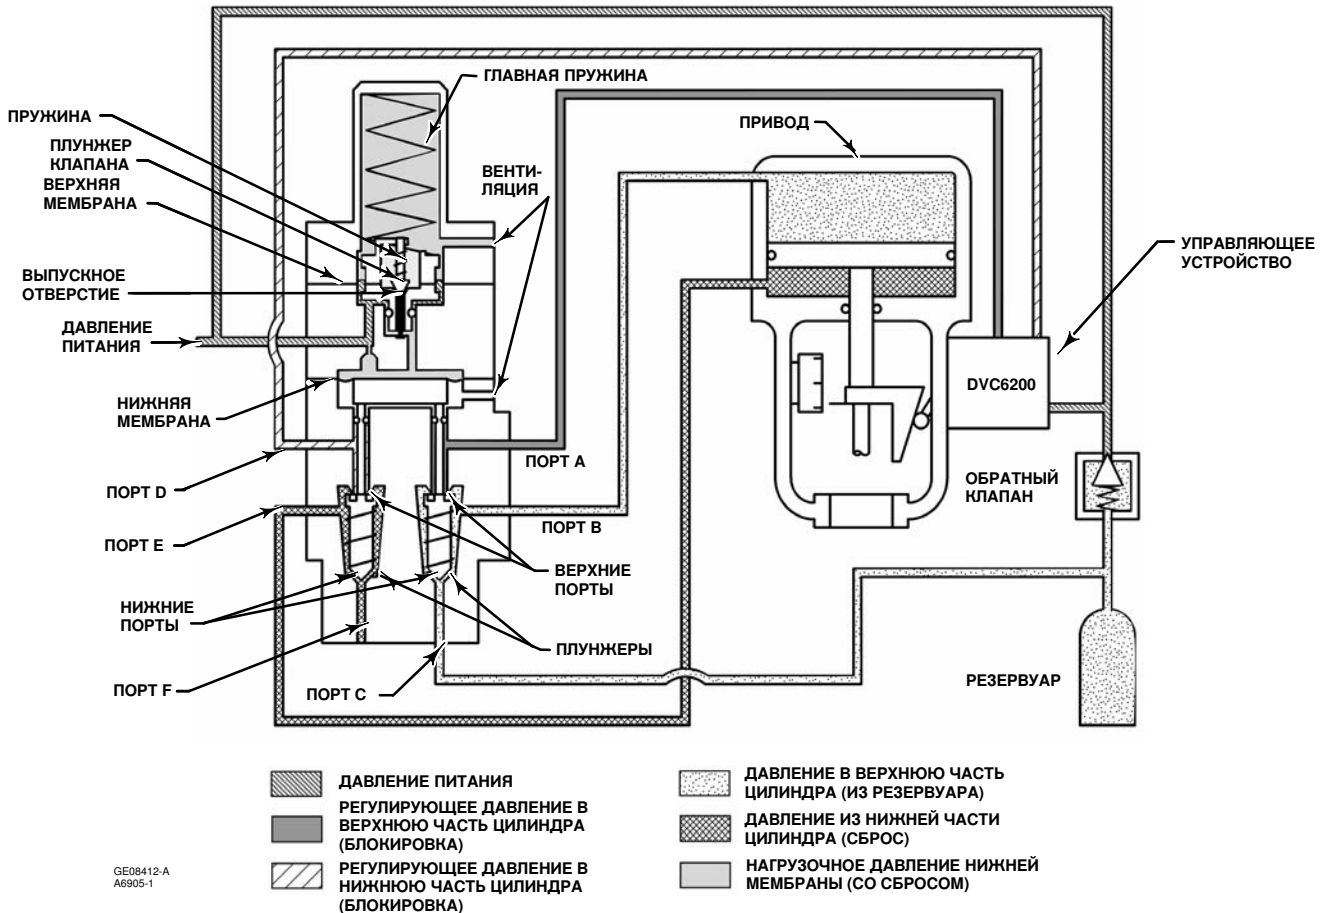 ГЛАВНАЯ ПРУЖИНА
ПРУЖИНА
ПЛУНЖЕР
КЛАПАНА
ВЕРХНЯЯ
МЕМБРАНА
ВЫПУСКНОЕ
ОТВЕРСТИЕ
ДАВЛЕНИЕ
ПИТАНИЯ
НИЖНЯЯ
МЕМБРАНА
ПОРТ D
ПОРТ E
НИЖНИЕ
ПОРТЫ
ПОРТ F
ПОРТ C
ВЕНТИ-
ЛЯЦИЯ
ПРИВОД
УПРАВЛЯЮЩЕЕ
УСТРОЙСТВО
DVC6200
ПОРТ A
ПОРТ B
ОБРАТНЫЙ
КЛАПАН
ВЕРХНИЕ
ПОРТЫ
ПЛУНЖЕРЫ
РЕЗЕРВУАР
ДАВЛЕНИЕ ПИТАНИЯ
РЕГУЛИРУЮЩЕЕ ДАВЛЕНИЕ В
ВЕРХНЮЮ ЧАСТЬ ЦИЛИНДРА
(БЛОКИРОВКА)
РЕГУЛИРУЮЩЕЕ ДАВЛЕНИЕ В
НИЖНЮЮ ЧАСТЬ ЦИЛИНДРА
(БЛОКИРОВКА)
ДАВЛЕНИЕ В ВЕРХНЮЮ ЧАСТЬ
ЦИЛИНДРА (ИЗ РЕЗЕРВУАРА)
ДАВЛЕНИЕ ИЗ НИЖНЕЙ ЧАСТИ
ЦИЛИНДРА (СБРОС)
НАГРУЗОЧНОЕ ДАВЛЕНИЕ НИЖНЕЙ
МЕМБРАНЫ (СО СБРОСОМ)
GE08412-A
A6905-1